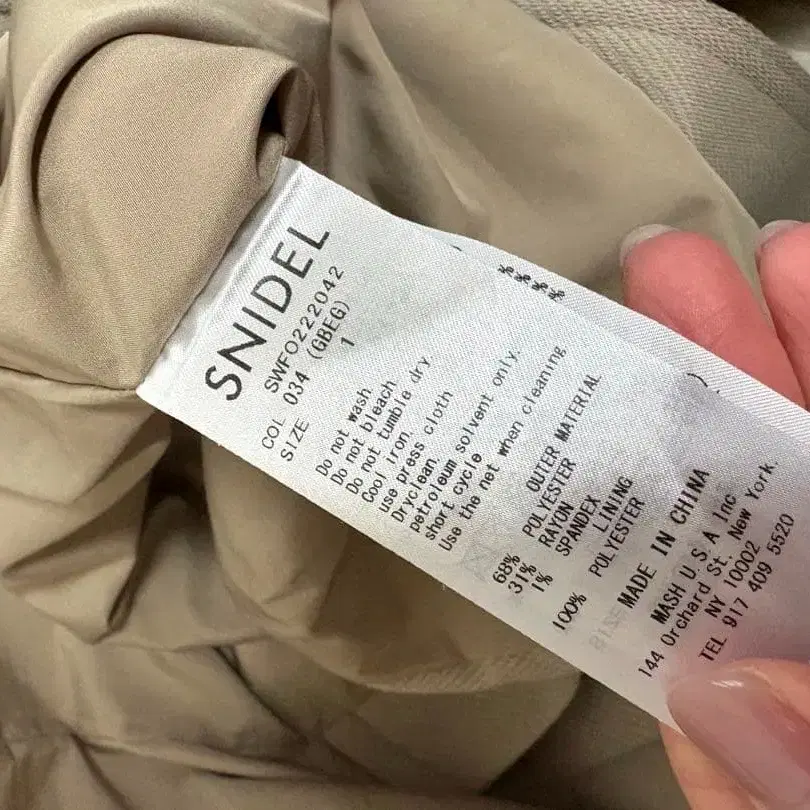 SNIDEL
SWFO222042
COL 034 (GBEG)
SIZE 1
Do not wash
Do not bleach
Do not tumble dry.
Cool iron.
use press cloth
Dryclean.
petroleum solvent only.
short cycle
Use the net when cleaning
OUTER MATERIAL
68% POLYESTER
31% RAYON
1% SPANDEX
LINING
100% POLYESTER
MADE IN CHINA
MASH U S A Inc
144 Orchard St. New York.
NY 10002
TEL 917 409 5520